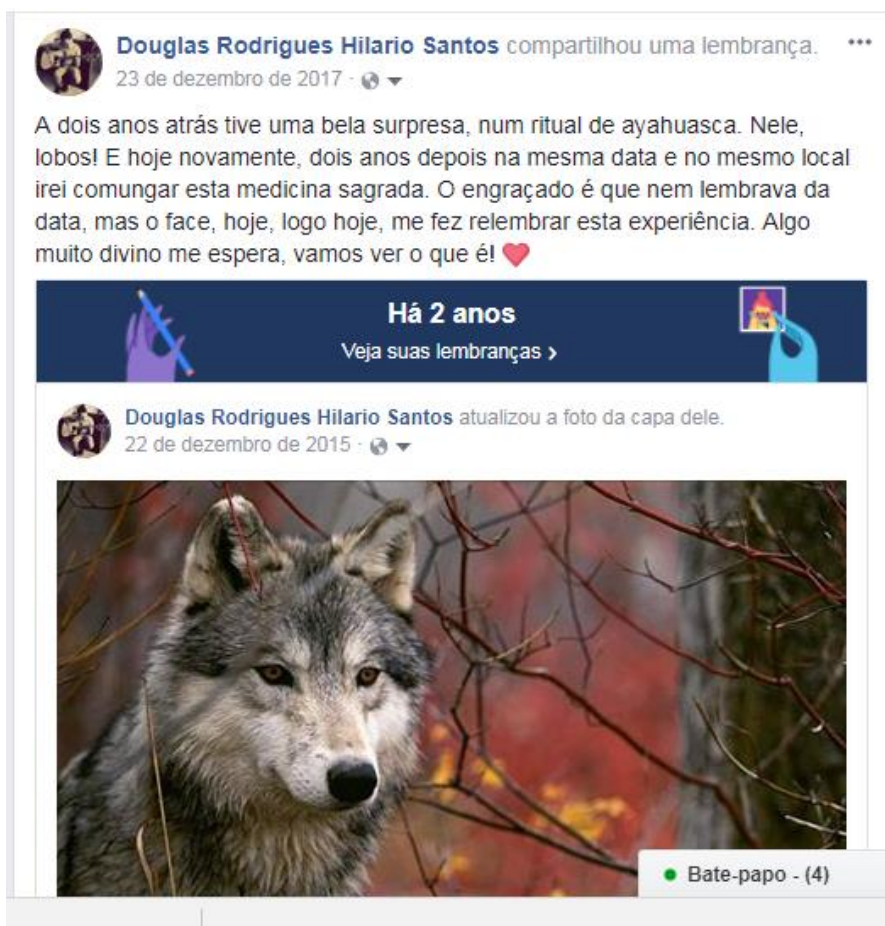 Douglas Rodrigues Hilario Santos compartilhou uma lembrança.
23 de dezembro de 2017 ·
A dois anos atrás tive uma bela surpresa, num ritual de ayahuasca. Nele,
lobos! E hoje novamente, dois anos depois na mesma data e no mesmo local
irei comungar esta medicina sagrada. O engraçado é que nem lembrava da
data, mas o face, hoje, logo hoje, me fez relembrar esta experiência. Algo
muito divino me espera, vamos ver o que é! ❤
Há 2 anos
Veja suas lembranças ›
Douglas Rodrigues Hilario Santos atualizou a foto da capa dele.
22 de dezembro de 2015 ·
Bate-papo - (4)